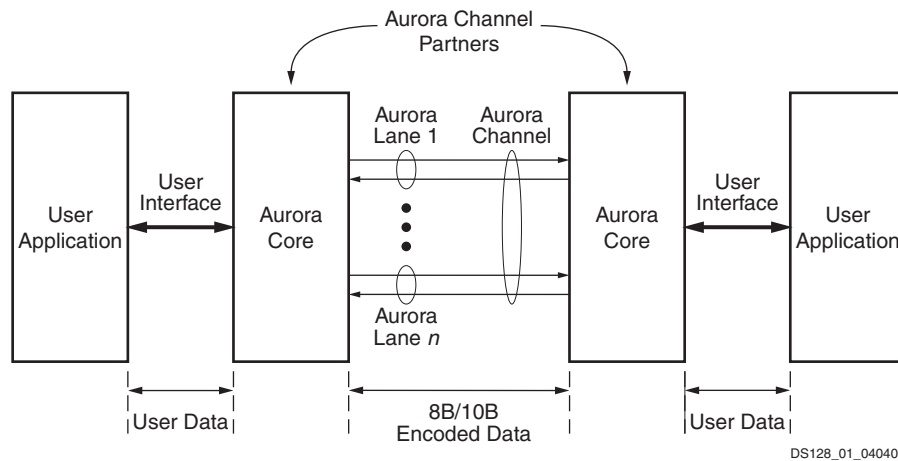 Aurora Channel
Partners
Aurora
Lane 1
Aurora
Channel
User
Interface
User
Interface
User
Application
Aurora
Core
Aurora
Core
User
Application
Aurora
Lane n
User Data
8B/10B
Encoded Data
User Data
DS128_01_04040